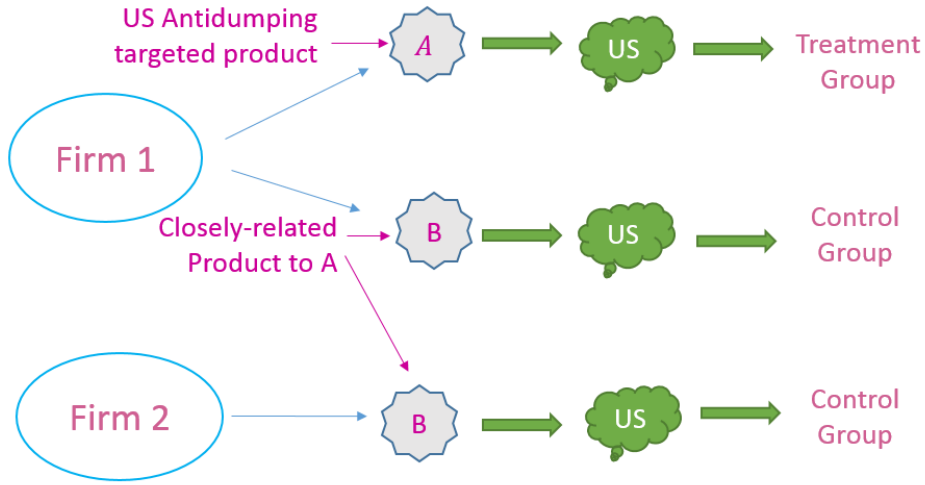 US Antidumping
targeted product
A
US
Treatment
Group
Firm 1
Closely-related
Product to A
B
US
Control
Group
Firm 2
B
US
Control
Group